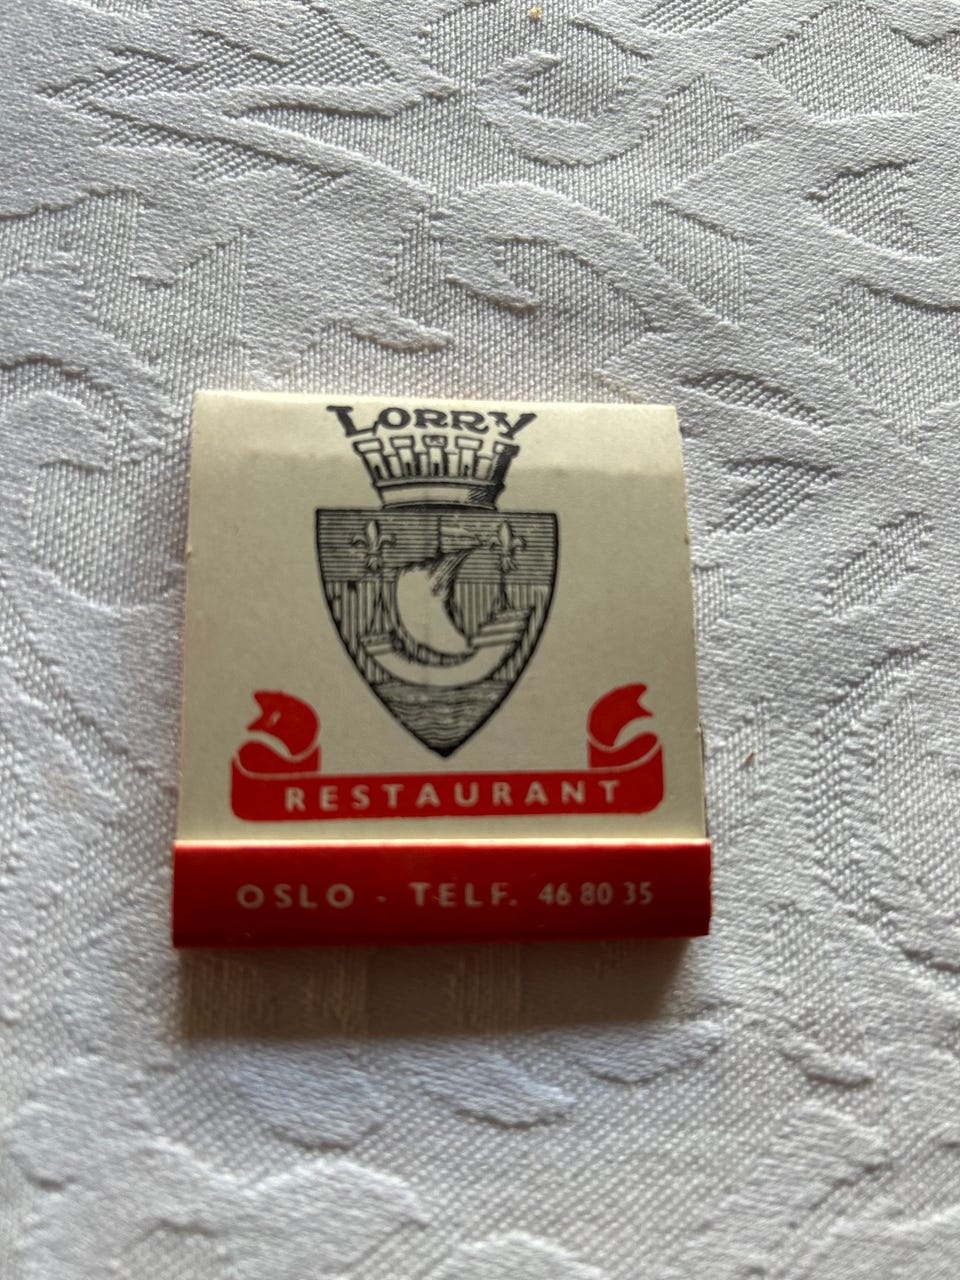 LORRY
RESTAURANT
OSLO - TELF. 46 80 35